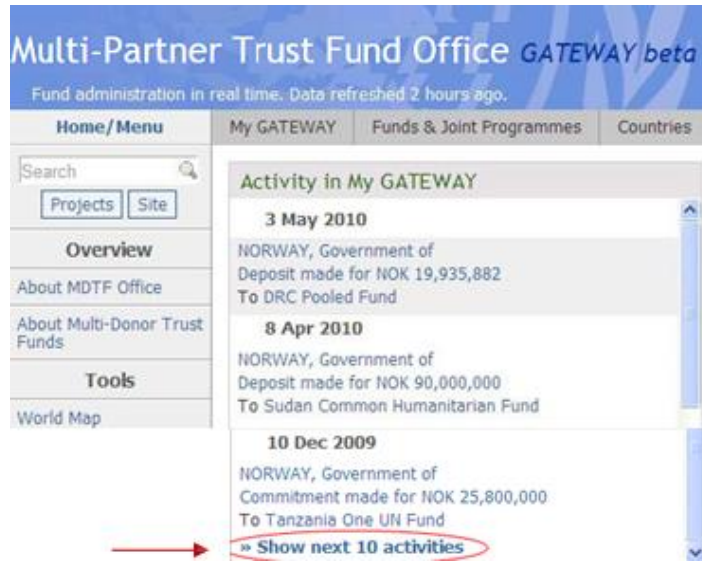 Multi-Partner Trust Fund Office GATEWAY beta
Fund administration in real time. Data refreshed 2 hours ago.
Home/Menu My GATEWAY Funds & Joint Programmes Countries
Search
Projects Site
Overview
About MDTF Office
About Multi-Donor Trust
Funds
Tools
World Map
Activity in My GATEWAY
3 May 2010
NORWAY, Government of
Deposit made for NOK 19,935,882
To DRC Pooled Fund
8 Apr 2010
NORWAY, Government of
Deposit made for NOK 90,000,000
To Sudan Common Humanitarian Fund
10 Dec 2009
NORWAY, Government of
Commitment made for NOK 25,800,000
To Tanzania One UN Fund
» Show next 10 activities